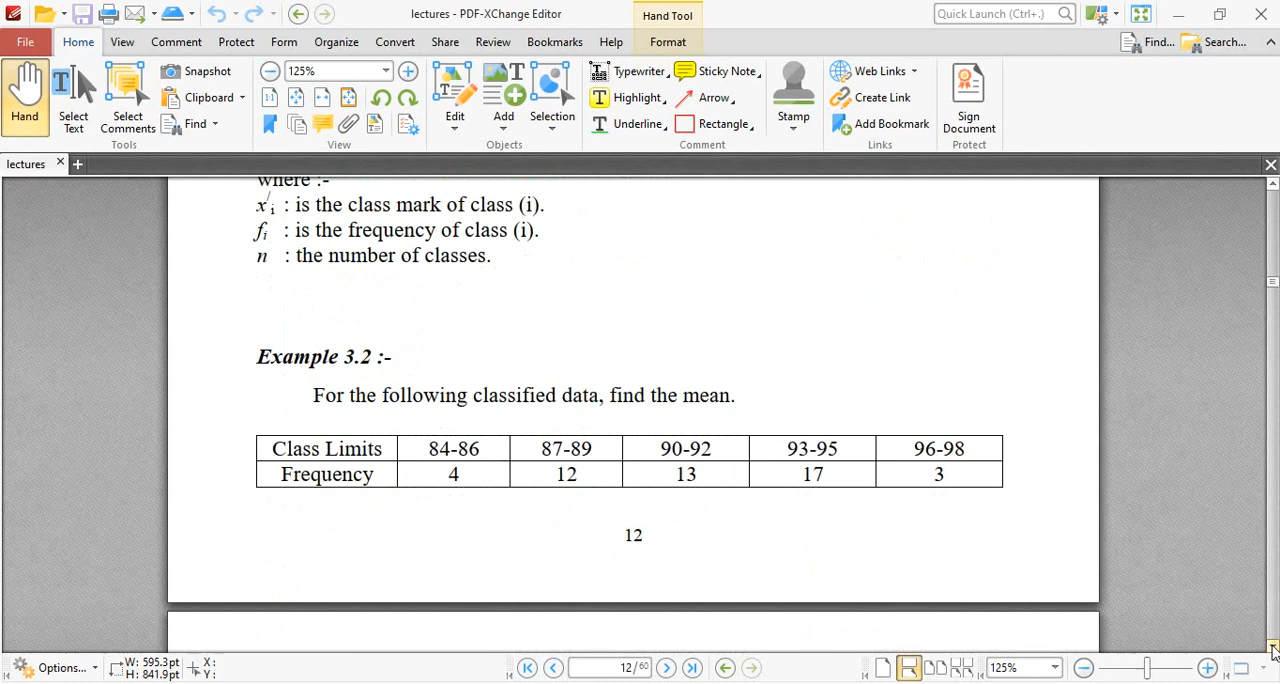 lectures - PDF-XChange Editor
Hand Tool
Quick Launch (Ctrl+.)
File Home View Comment Protect Form Organize Convert Share Review Bookmarks Help Format Find... Search...
Hand
Select Text
Select Comments
Snapshot
Clipboard
Find
Tools
125%
View
Edit
Add
Selection
Objects
Typewriter
Sticky Note
Highlight
Arrow
Underline
Rectangle
Stamp
Comment
Web Links
Create Link
Add Bookmark
Links
Sign Document
Protect
lectures
where :-
x′i : is the class mark of class (i).
fi : is the frequency of class (i).
n : the number of classes.
Example 3.2 :-
For the following classified data, find the mean.
Class Limits 84-86 87-89 90-92 93-95 96-98
Frequency 4 12 13 17 3
12
Options...
W: 595.3pt
H: 841.9pt
X:
Y:
12/60
125%